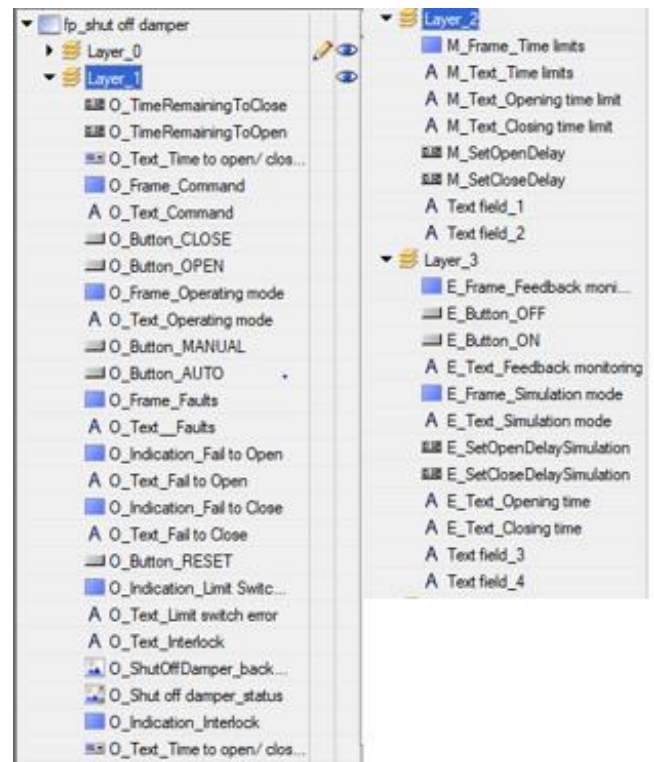 fp_shut off damper
Layer_0
Layer_1
O_TimeRemainingToClose
O_TimeRemainingToOpen
O_Text_Time to open/ clos...
O_Frame_Command
A O_Text_Command
O_Button_CLOSE
O_Button_OPEN
O_Frame_Operating mode
A O_Text_Operating mode
O_Button_MANUAL
O_Button_AUTO
O_Frame_Faults
A O_Text__Faults
O_Indication_Fail to Open
A O_Text_Fail to Open
O_Indication_Fail to Close
A O_Text_Fail to Close
O_Button_RESET
O_Indication_Limit Switc...
A O_Text_Limit switch error
A O_Text_Interlock
O_ShutOffDamper_back...
O_Shut off damper_status
O_Indication_Interlock
O_Text_Time to open/ clos...
Layer_2
M_Frame_Time limits
A M_Text_Time limits
A M_Text_Opening time limit
A M_Text_Closing time limit
M_SetOpenDelay
M_SetCloseDelay
A Text field_1
A Text field_2
Layer_3
E_Frame_Feedback moni...
E_Button_OFF
E_Button_ON
A E_Text_Feedback monitoring
E_Frame_Simulation mode
A E_Text_Simulation mode
E_SetOpenDelaySimulation
E_SetCloseDelaySimulation
A E_Text_Opening time
A E_Text_Closing time
A Text field_3
A Text field_4